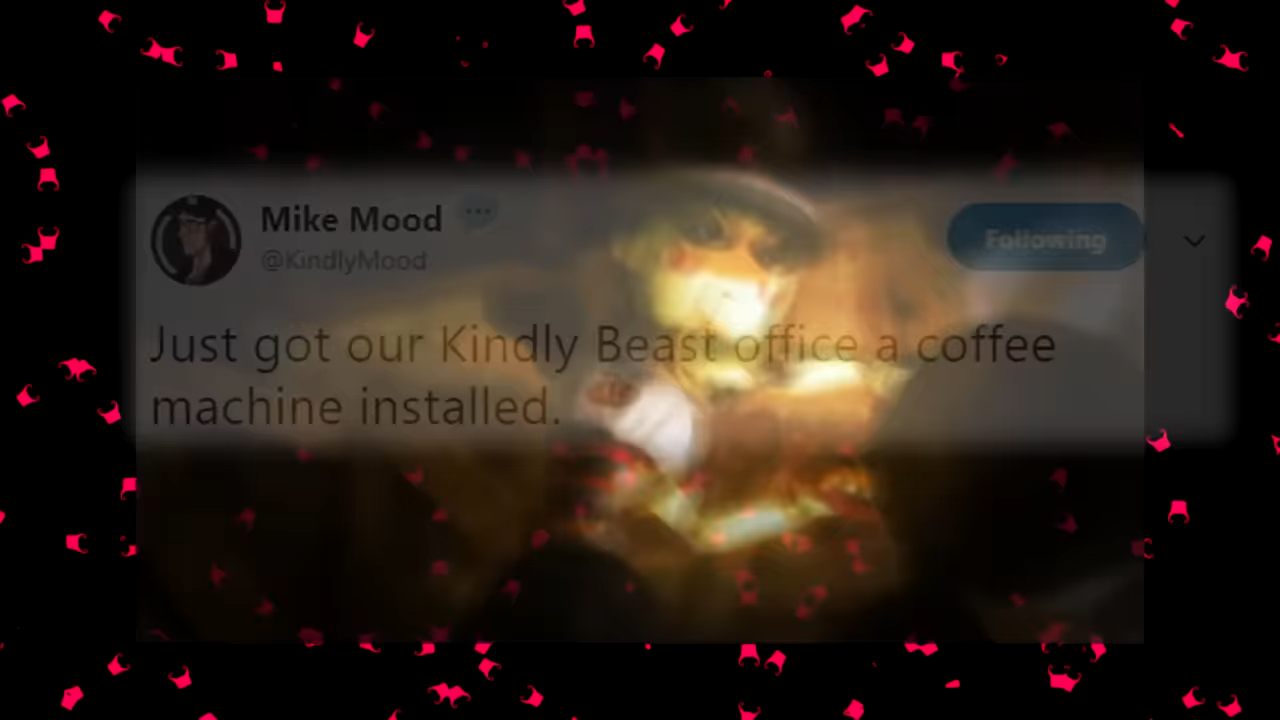 Mike Mood
@KindlyMood
Following
Just got our Kindly Beast office a coffee
machine installed.